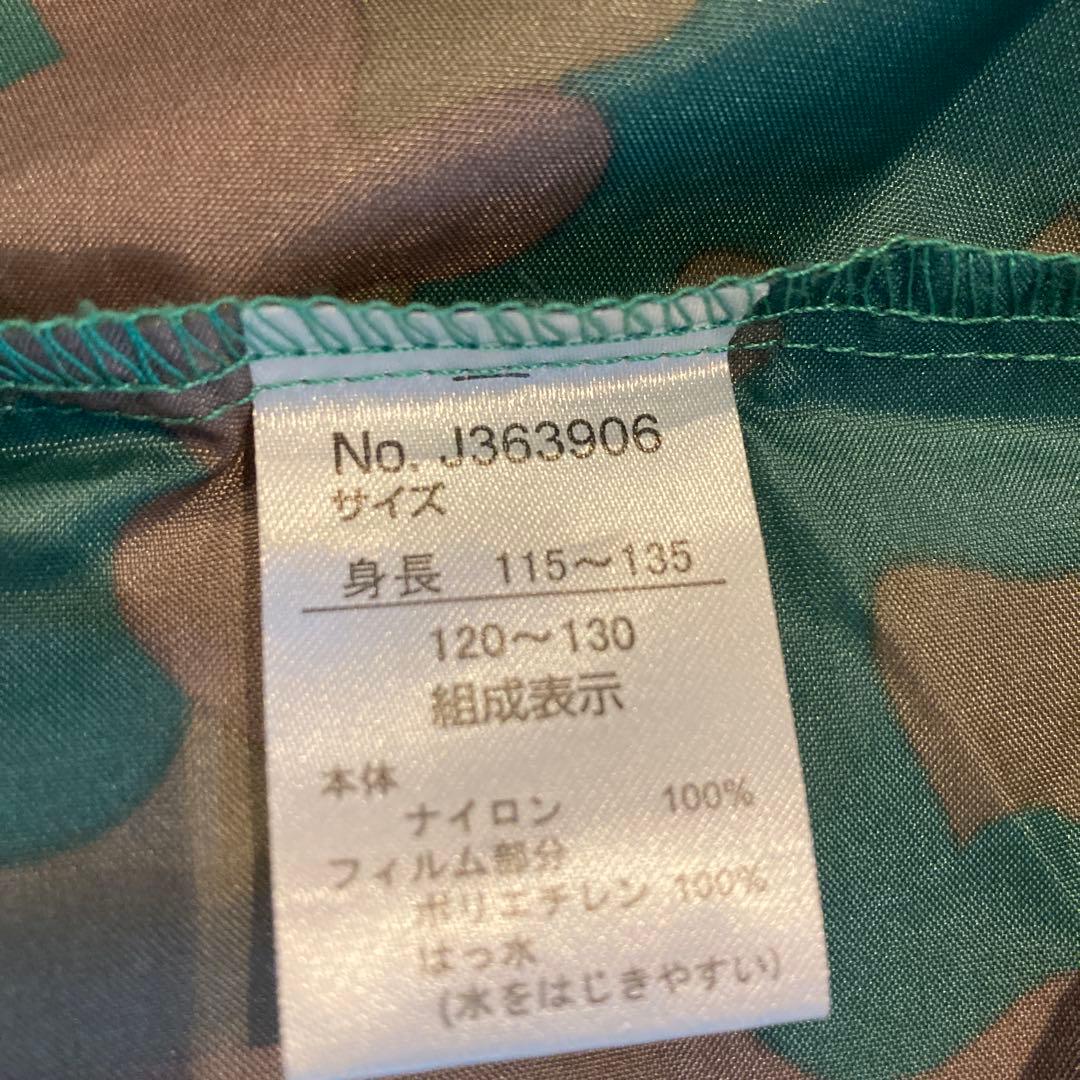 No. J363906
サイズ
身長 115～135
120～130
組成表示
本体
ナイロン 100%
フィルム部分
ポリエチレン 100%
はっ水
(水をはじきやすい)